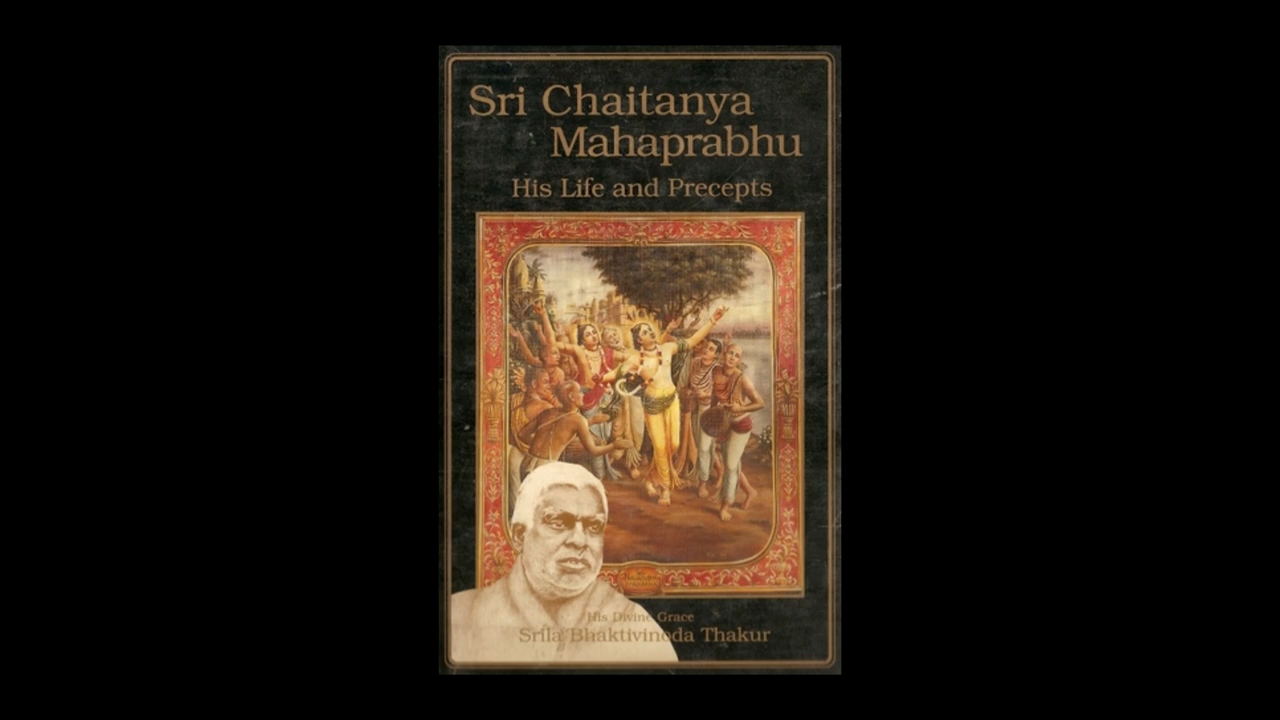 Sri Chaitanya
Mahaprabhu
His Life and Precepts
His Divine Grace
Srila Bhaktivinoda Thakur